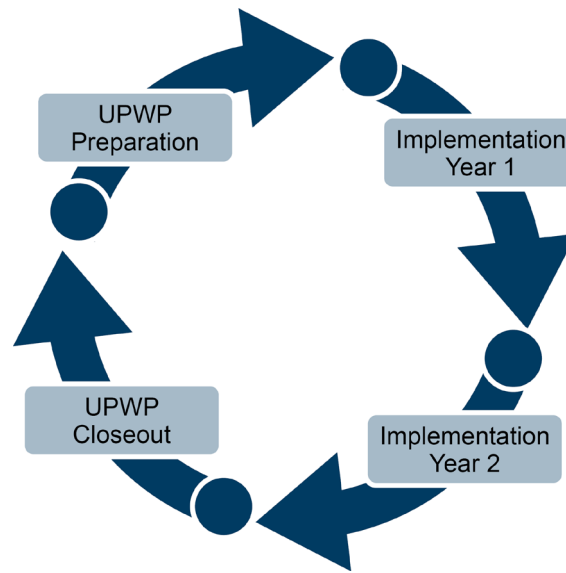 UPWP
Preparation
Implementation
Year 1
Implementation
Year 2
UPWP
Closeout